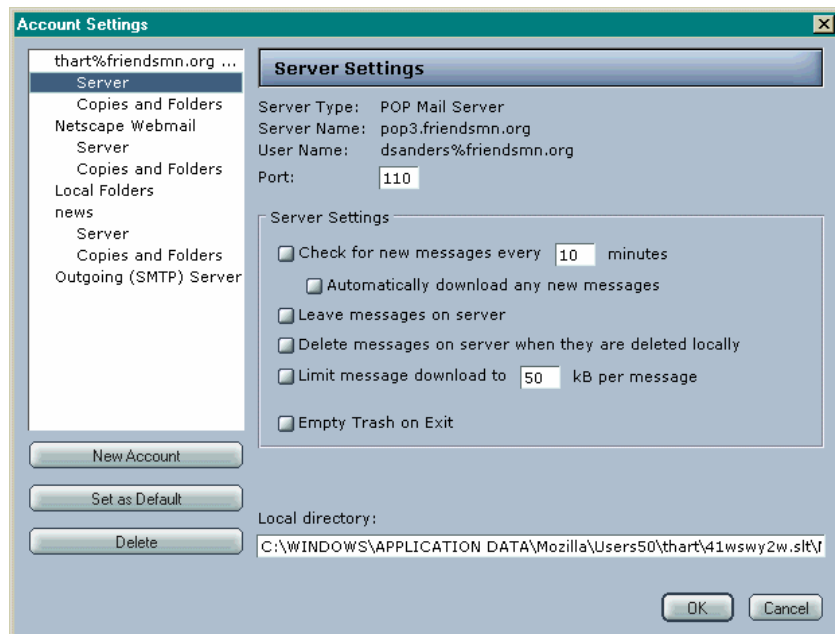 Account Settings
thart%friendsmn.org ...
Server
Copies and Folders
Netscape Webmail
Server
Copies and Folders
Local Folders
news
Server
Copies and Folders
Outgoing (SMTP) Server
New Account
Set as Default
Delete
Server Settings
Server Type: POP Mail Server
Server Name: pop3.friendsmn.org
User Name: dsanders%friendsmn.org
Port: 110
Server Settings
Check for new messages every 10 minutes
Automatically download any new messages
Leave messages on server
Delete messages on server when they are deleted locally
Limit message download to 50 kB per message
Empty Trash on Exit
Local directory:
C:\WINDOWS\APPLICATION DATA\Mozilla\Users50\thart\41wswy2w.slt\
OK Cancel